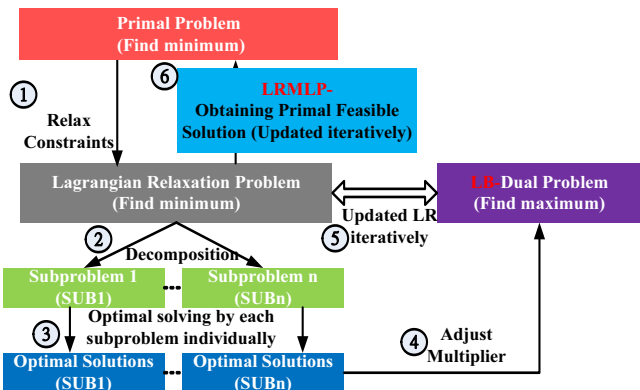 Primal Problem
(Find minimum)
①
⑥
Relax
Constraints
LRMLP-
Obtaining Primal Feasible
Solution (Updated iteratively)
Lagrangian Relaxation Problem
(Find minimum)
Updated LR
iteratively
⑤
LR-Dual Problem
(Find maximum)
②
Decomposition
Subproblem 1
(SUB1)
Subproblem n
(SUBn)
③
Optimal solving by each
subproblem individually
④
Adjust
Multiplier
Optimal Solutions
(SUB1)
Optimal Solutions
(SUBn)